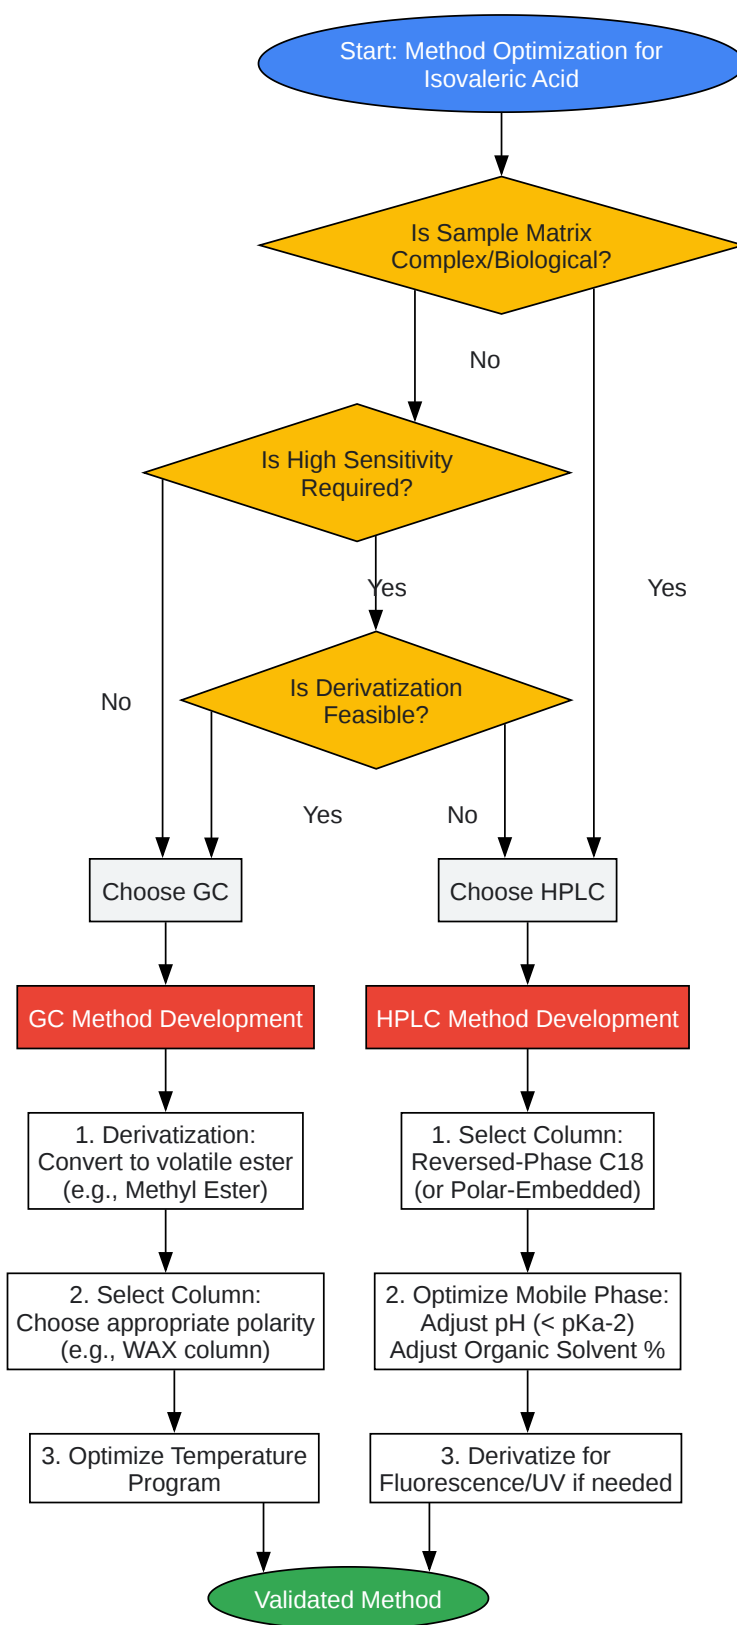 Start: Method Optimization for
Isovaleric Acid
Is Sample Matrix
Complex/Biological?
No
Is High Sensitivity
Required?
Yes
Yes
Is Derivatization
Feasible?
No
Yes
No
Choose GC
Choose HPLC
GC Method Development
HPLC Method Development
1. Derivatization:
Convert to volatile ester
(e.g., Methyl Ester)
1. Select Column:
Reversed-Phase C18
(or Polar-Embedded)
2. Select Column:
Choose appropriate polarity
(e.g., WAX column)
2. Optimize Mobile Phase:
Adjust pH (< pKa-2)
Adjust Organic Solvent %
3. Optimize Temperature
Program
3. Derivatize for
Fluorescence/UV if needed
Validated Method